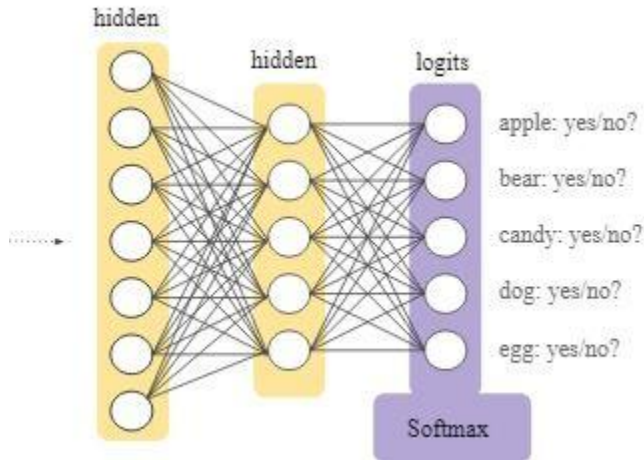 hidden
hidden
logits
apple: yes/no?
bear: yes/no?
candy: yes/no?
dog: yes/no?
egg: yes/no?
Softmax